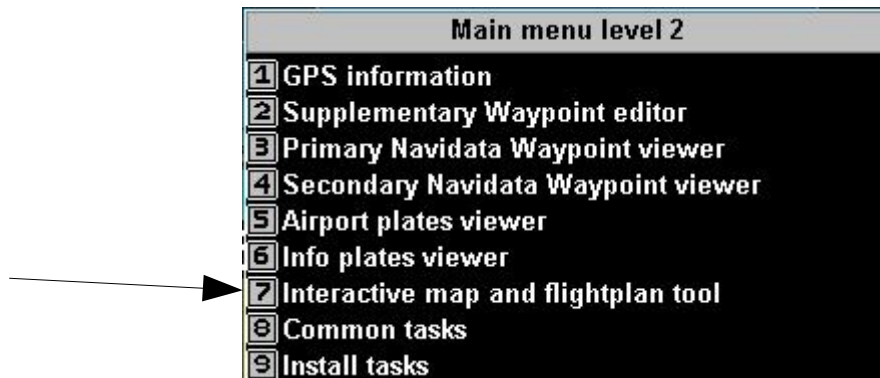 Main menu level 2
1 GPS information
2 Supplementary Waypoint editor
3 Primary Navidata Waypoint viewer
4 Secondary Navidata Waypoint viewer
5 Airport plates viewer
6 Info plates viewer
7 Interactive map and flightplan tool
8 Common tasks
9 Install tasks